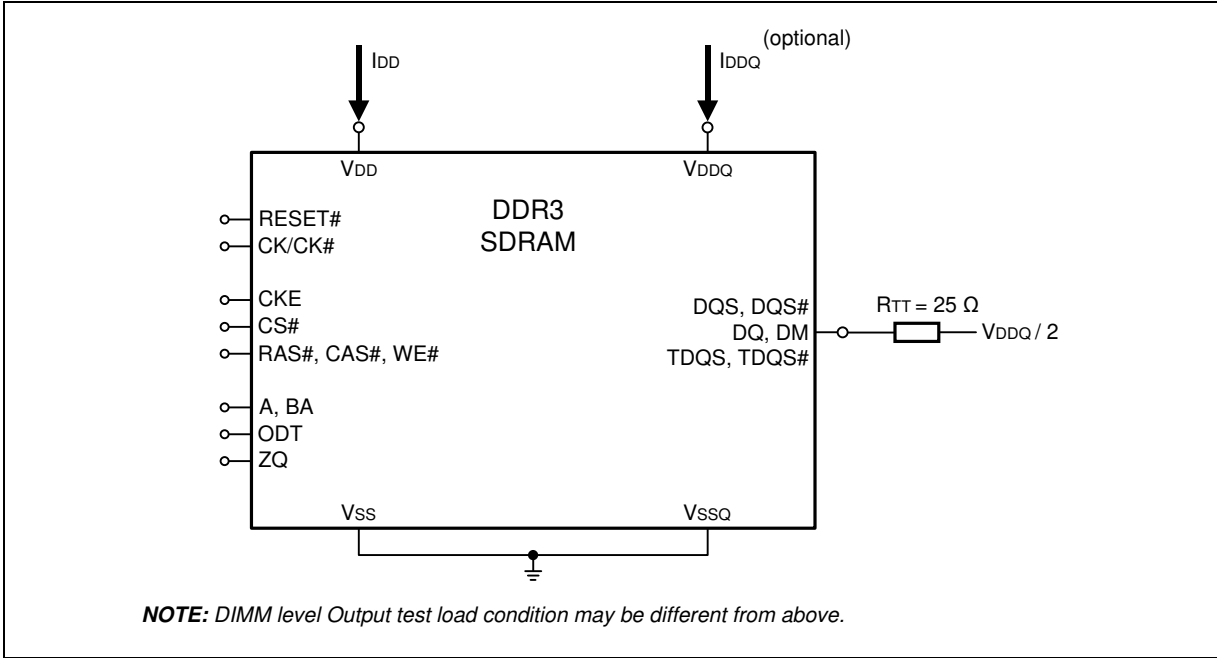 (optional)
IDD
IDDQ
VDD
VDDQ
DDR3
SDRAM
RESET#
CK/CK#
CKE
CS#
RAS#, CAS#, WE#
A, BA
ODT
ZQ
DQS, DQS#
DQ, DM
TDQS, TDQS#
RTT = 25 Ω
VDDQ / 2
VSS
VSSQ
NOTE: DIMM level Output test load condition may be different from above.